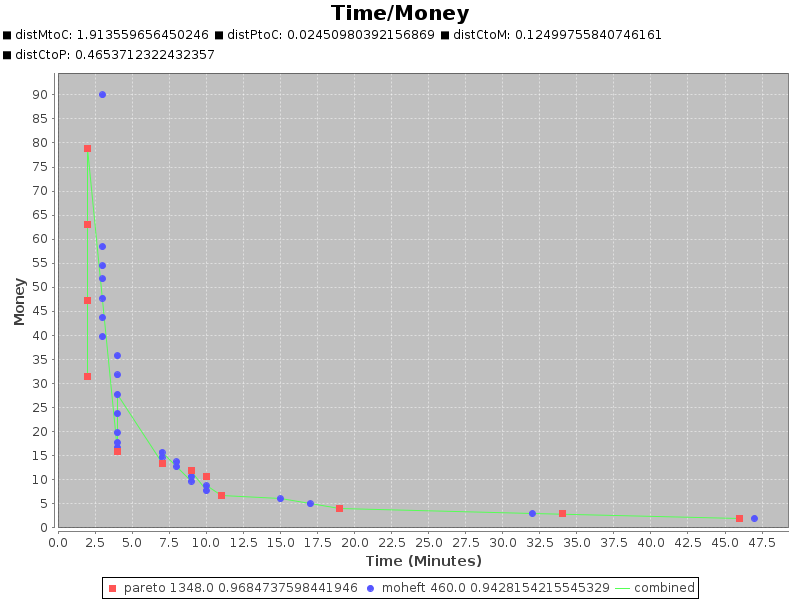 Time/Money
distMtoC: 1.913559656450246 distPtoC: 0.02450980392156869 distCtoM: 0.12499755840746161
distCtoP: 0.4653712322432357
90
85
80
75
70
65
60
55
50
45
40
35
30
25
20
15
10
5
0
Money
0.0 2.5 5.0 7.5 10.0 12.5 15.0 17.5 20.0 22.5 25.0 27.5 30.0 32.5 35.0 37.5 40.0 42.5 45.0 47.5
Time (Minutes)
pareto 1348.0 0.9684737598441946 moheft 460.0 0.9428154215545329 combined